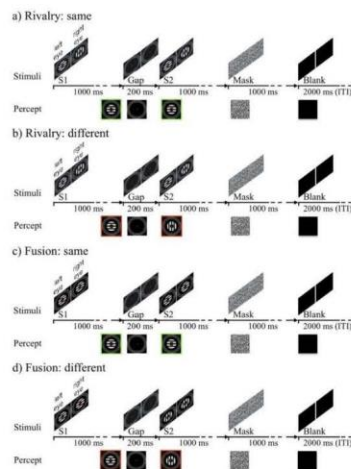 a) Rivalry: same
left eye
right eye
Stimuli S1 Gap S2 Mask Blank
1000 ms 200 ms 1000 ms 1000 ms 2000 ms (ITI)
Percept
b) Rivalry: different
left eye
right eye
Stimuli S1 Gap S2 Mask Blank
1000 ms 200 ms 1000 ms 1000 ms 2000 ms (ITI)
Percept
c) Fusion: same
left eye
right eye
Stimuli S1 Gap S2 Mask Blank
1000 ms 200 ms 1000 ms 1000 ms 2000 ms (ITI)
Percept
d) Fusion: different
left eye
right eye
Stimuli S1 Gap S2 Mask Blank
1000 ms 200 ms 1000 ms 1000 ms 2000 ms (ITI)
Percept